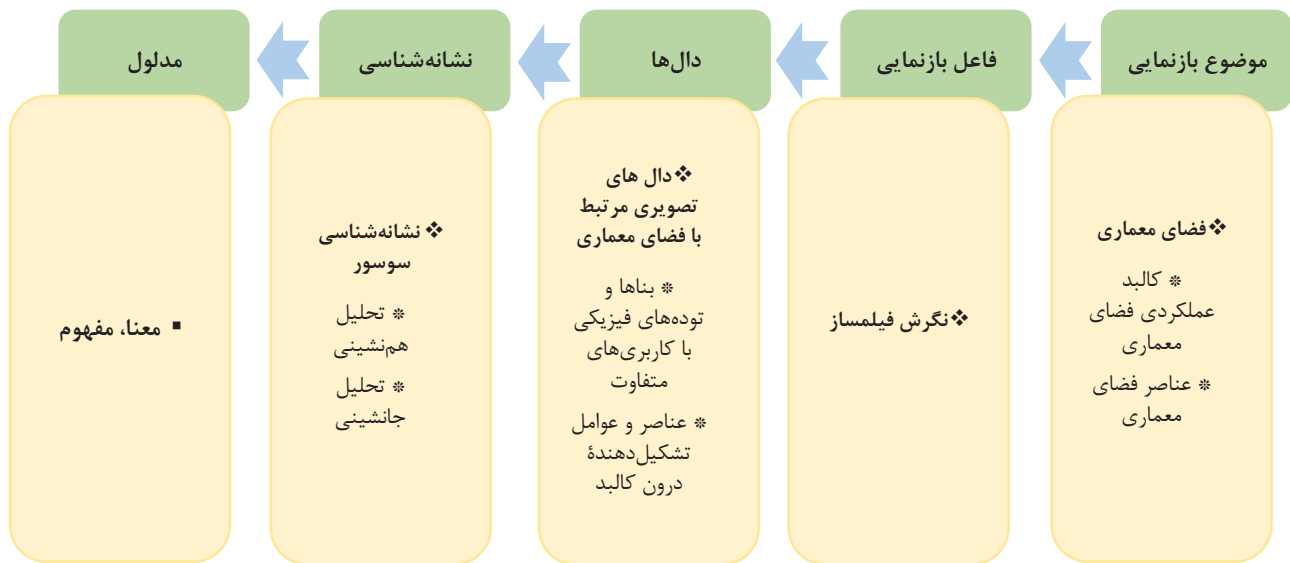 موضوع بازنمایی
فاعل بازنمایی
دال‌ها
نشانه‌شناسی
مدلول
❖فضای معماری
* کالبد
عملکردی فضای
معماری
* عناصر فضای
معماری
❖نگرش فیلمساز
❖دال های
تصویری مرتبط
با فضای معماری
* بناها و
توده‌های فیزیکی
با کاربری‌های
متفاوت
* عناصر و عوامل
تشکیل‌دهندۀ
درون کالبد
❖ نشانه‌شناسی
سوسور
* تحلیل
هم‌نشینی
* تحلیل
جانشینی
▪ معنا، مفهوم